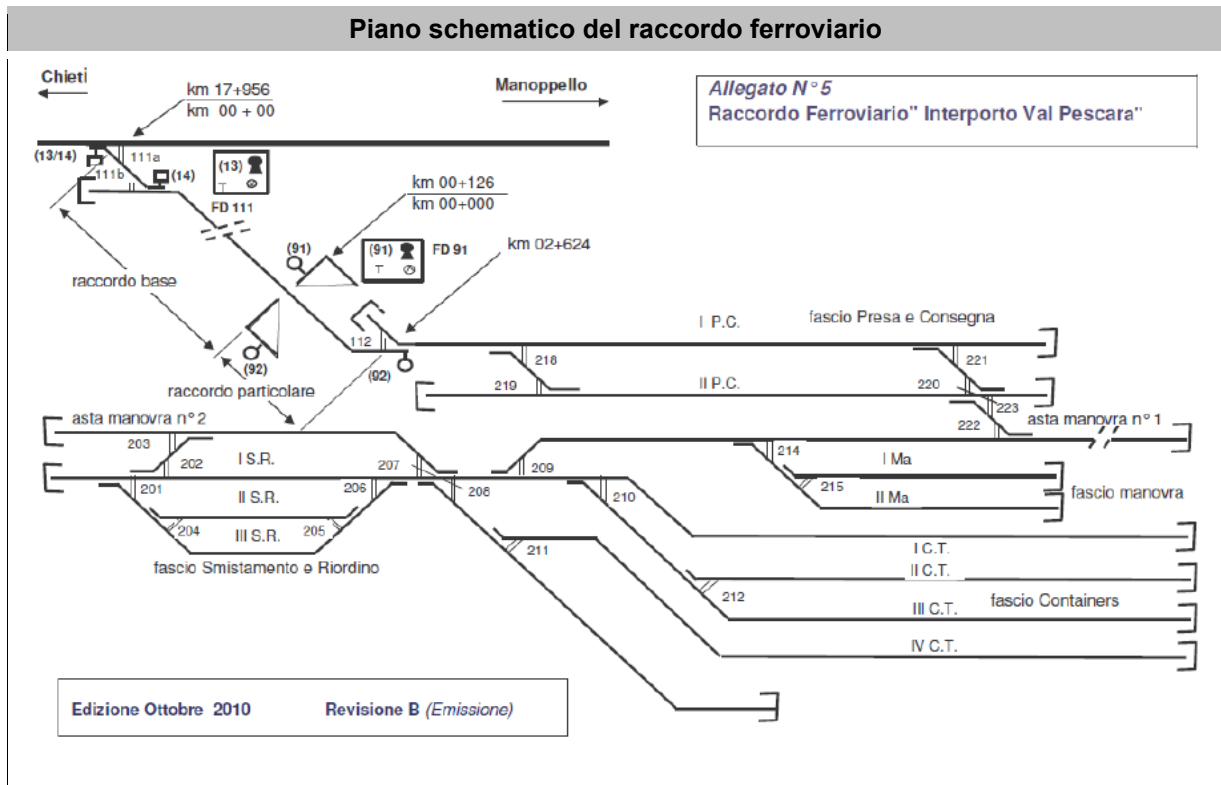 Piano schematico del raccordo ferroviario
Chieti
Manoppello
km 17+956
km 00 + 00
Allegato N° 5
Raccordo Ferroviario" Interporto Val Pescara"
(13/14)
111a
111b
(14)
(13)
T
FD 111
km 00+126
km 00+000
(91)
(91)
T
FD 91
km 02+624
raccordo base
112
(92)
(92)
raccordo particolare
I P.C.
fascio Presa e Consegna
218
221
219
II P.C.
220
223
222
asta manovra n° 1
asta manovra n° 2
203
202
I S.R.
207
209
214
I Ma
201
II S.R.
206
208
210
215
II Ma
fascio manovra
204
III S.R.
205
211
I C.T.
fascio Smistamento e Riordino
II C.T.
212
fascio Containers
III C.T.
IV C.T.
Edizione Ottobre 2010
Revisione B (Emissione)